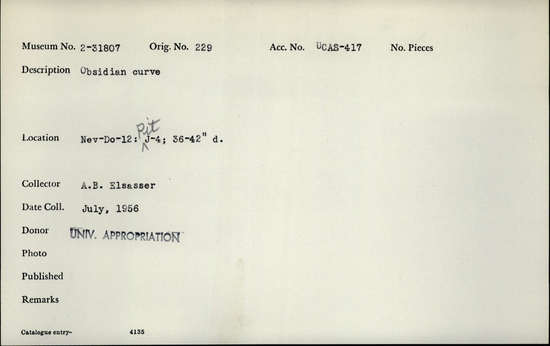 Museum No. 2-31807 Orig. No. 229 Acc. No. UCAS-417 No. Pieces
Description Obsidian curve
Pit
Location Nev-Do-12: J-4; 36-42" d.
Collector A.B. Elsasser
Date Coll. July, 1956
Donor UNIV. APPROPRIATION
Photo
Published
Remarks
Catalogue entry- 4135